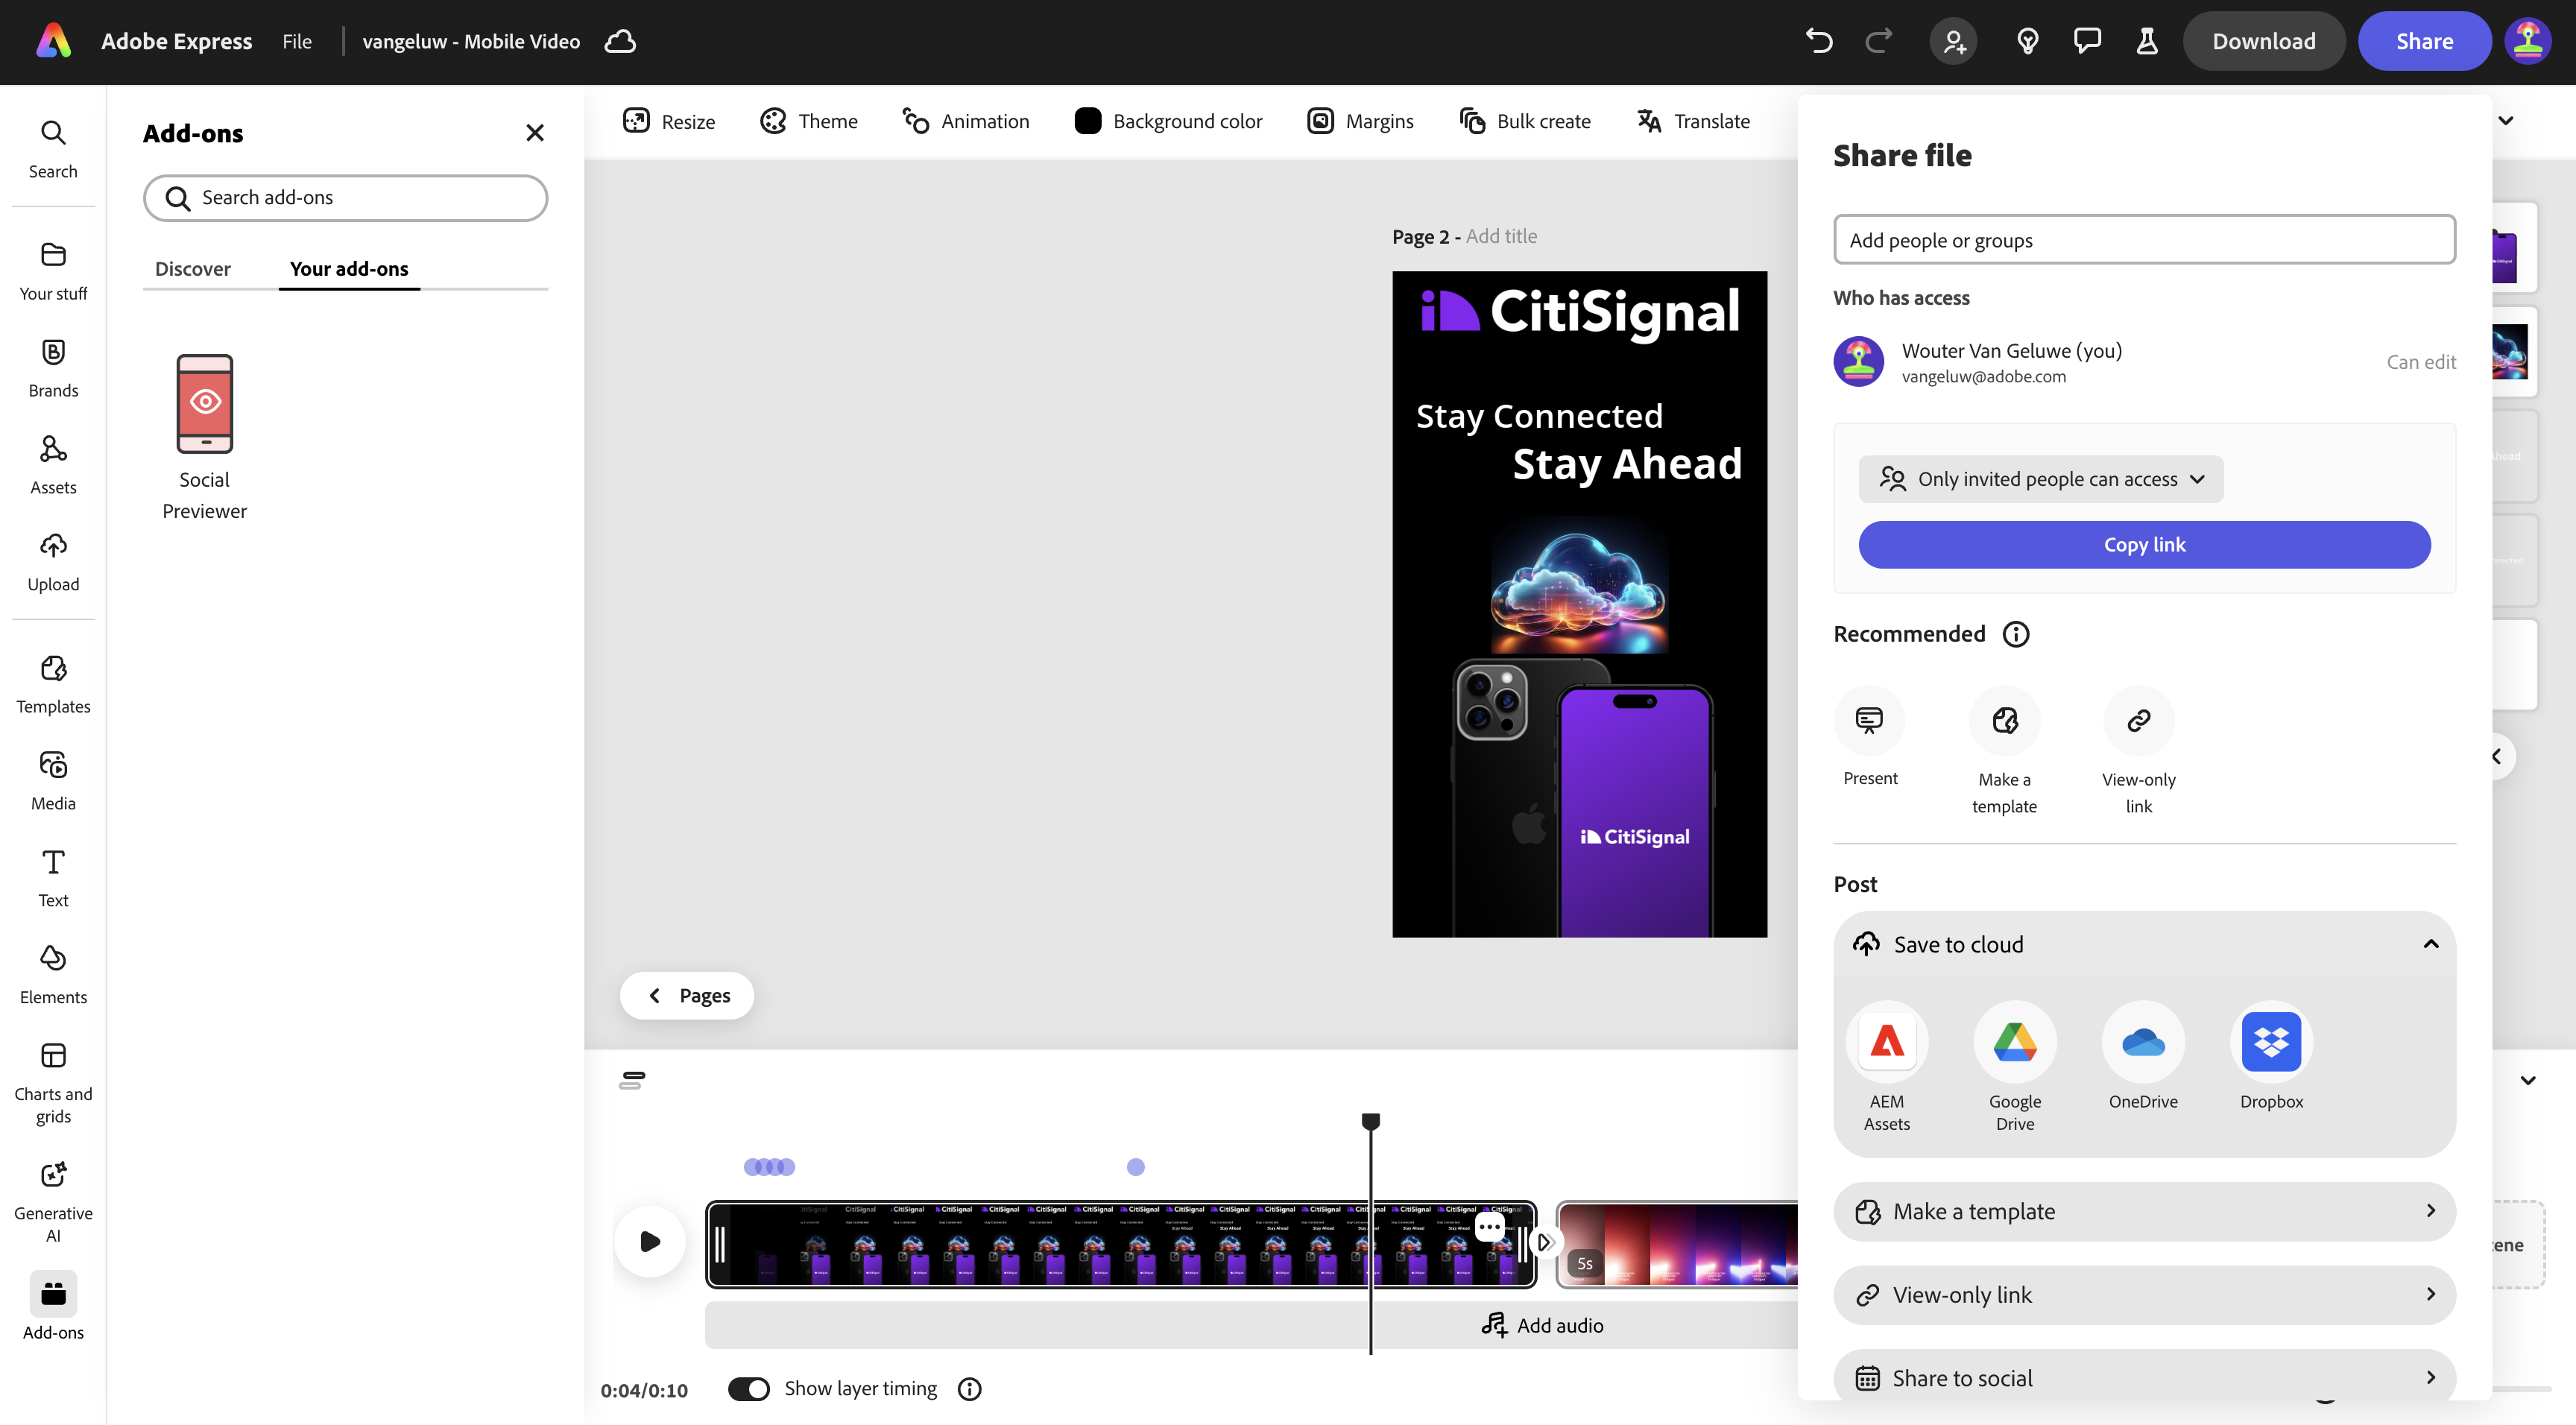 Adobe Express
File
vangeluw - Mobile Video
Download
Share
Search
Your stuff
Brands
Assets
Upload
Templates
Media
Text
Elements
Charts and
grids
Generative
AI
Add-ons
Add-ons
Search add-ons
Discover
Your add-ons
Social
Previewer
Resize
Theme
Animation
Background color
Margins
Bulk create
Translate
Page 2 - Add title
CitiSignal
Stay Connected
Stay Ahead
CitiSignal
Pages
Share file
Add people or groups
Who has access
Wouter Van Geluwe (you)
vangeluw@adobe.com
Can edit
Only invited people can access
Copy link
Recommended
Present
Make a
template
View-only
link
Post
Save to cloud
AEM
Assets
Google
Drive
OneDrive
Dropbox
Make a template
View-only link
Share to social
5s
Add audio
0:04/0:10
Show layer timing